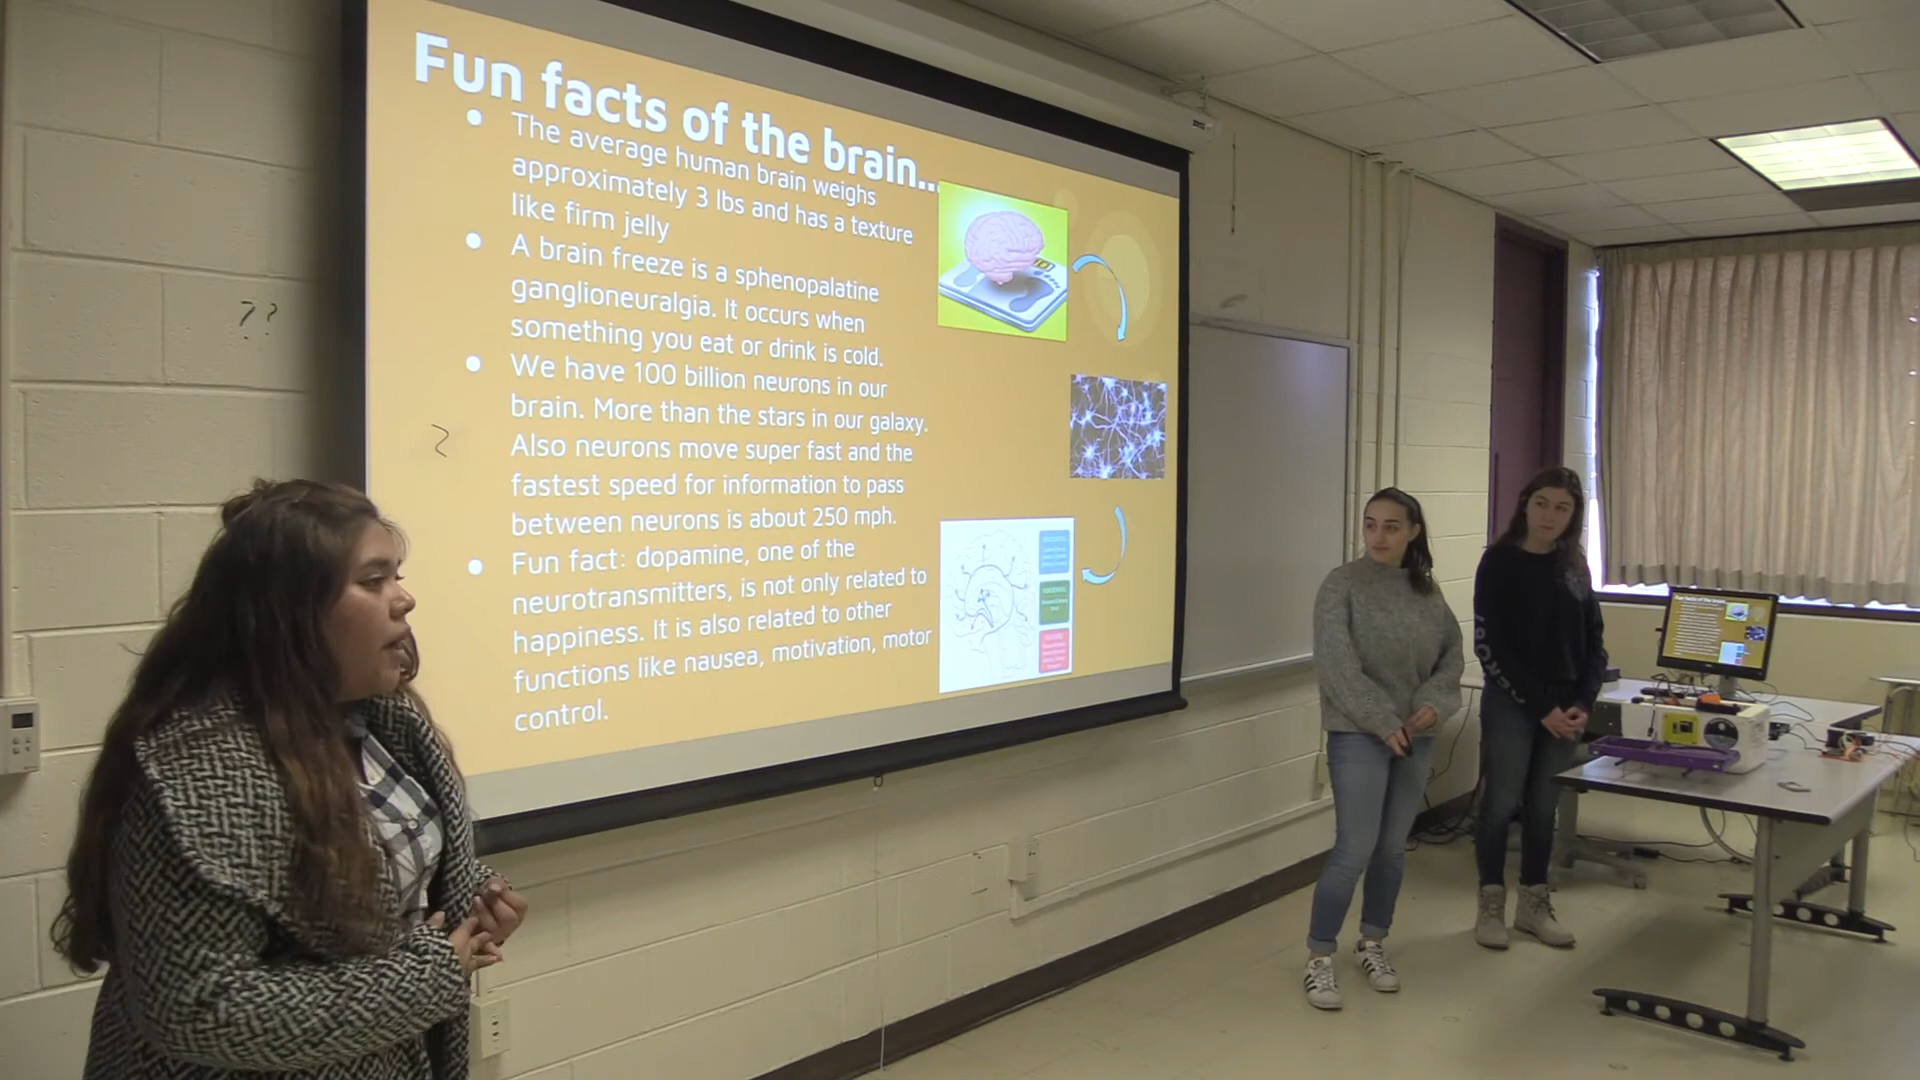 Fun facts of the brain...
The average human brain weighs
approximately 3 lbs and has a texture
like firm jelly
A brain freeze is a sphenopalatine
ganglioneuralgia. It occurs when
something you eat or drink is cold.
We have 100 billion neurons in our
brain. More than the stars in our galaxy.
Also neurons move super fast and the
fastest speed for information to pass
between neurons is about 250 mph.
Fun fact: dopamine, one of the
neurotransmitters, is not only related to
happiness. It is also related to other
functions like nausea, motivation, motor
control.
7?
2